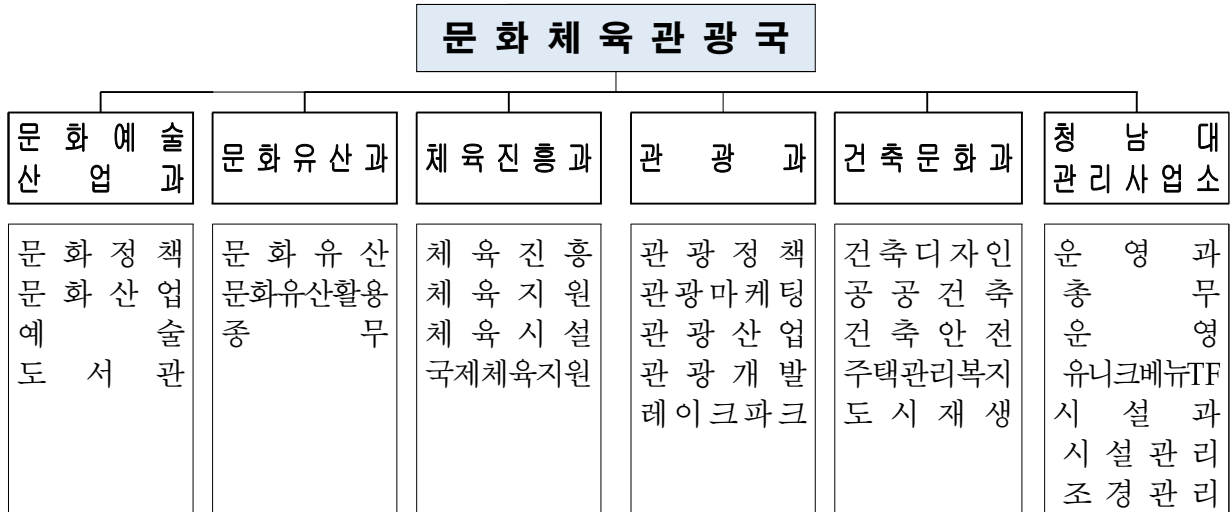 문화체육관광국
문화예술
산업과
문화유산과
체육진흥과
관광과
건축문화과
청남대
관리사업소
문화정책
문화산업
예술
도서관
문화유산
문화유산활용
종무
체육진흥
체육지원
체육시설
국제체육지원
관광정책
관광마케팅
관광산업
관광개발
레이크파크
건축디자인
공공건축
건축안전
주택관리복지
도시재생
운영과
총무
운영
유니크베뉴TF
시설과
시설관리
조경관리